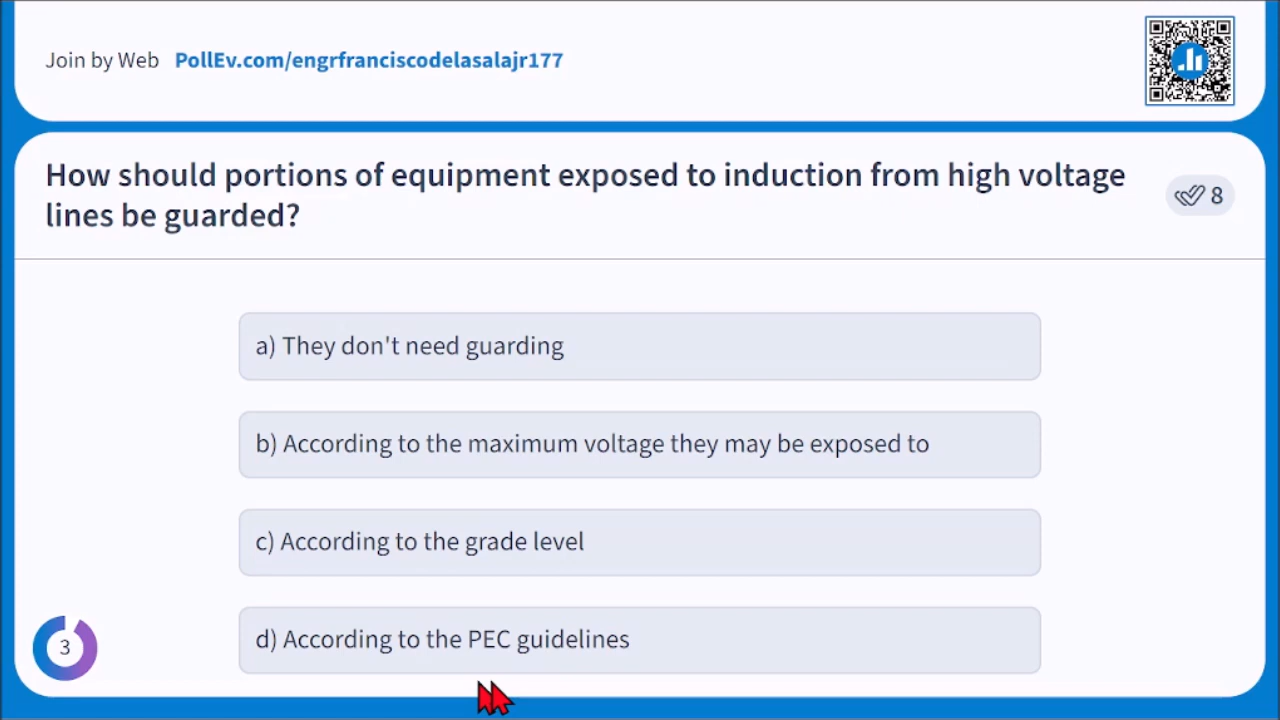 Join by Web PollEv.com/engrfranciscodelasalajr177
How should portions of equipment exposed to induction from high voltage
lines be guarded?
8
a) They don't need guarding
b) According to the maximum voltage they may be exposed to
c) According to the grade level
d) According to the PEC guidelines
3